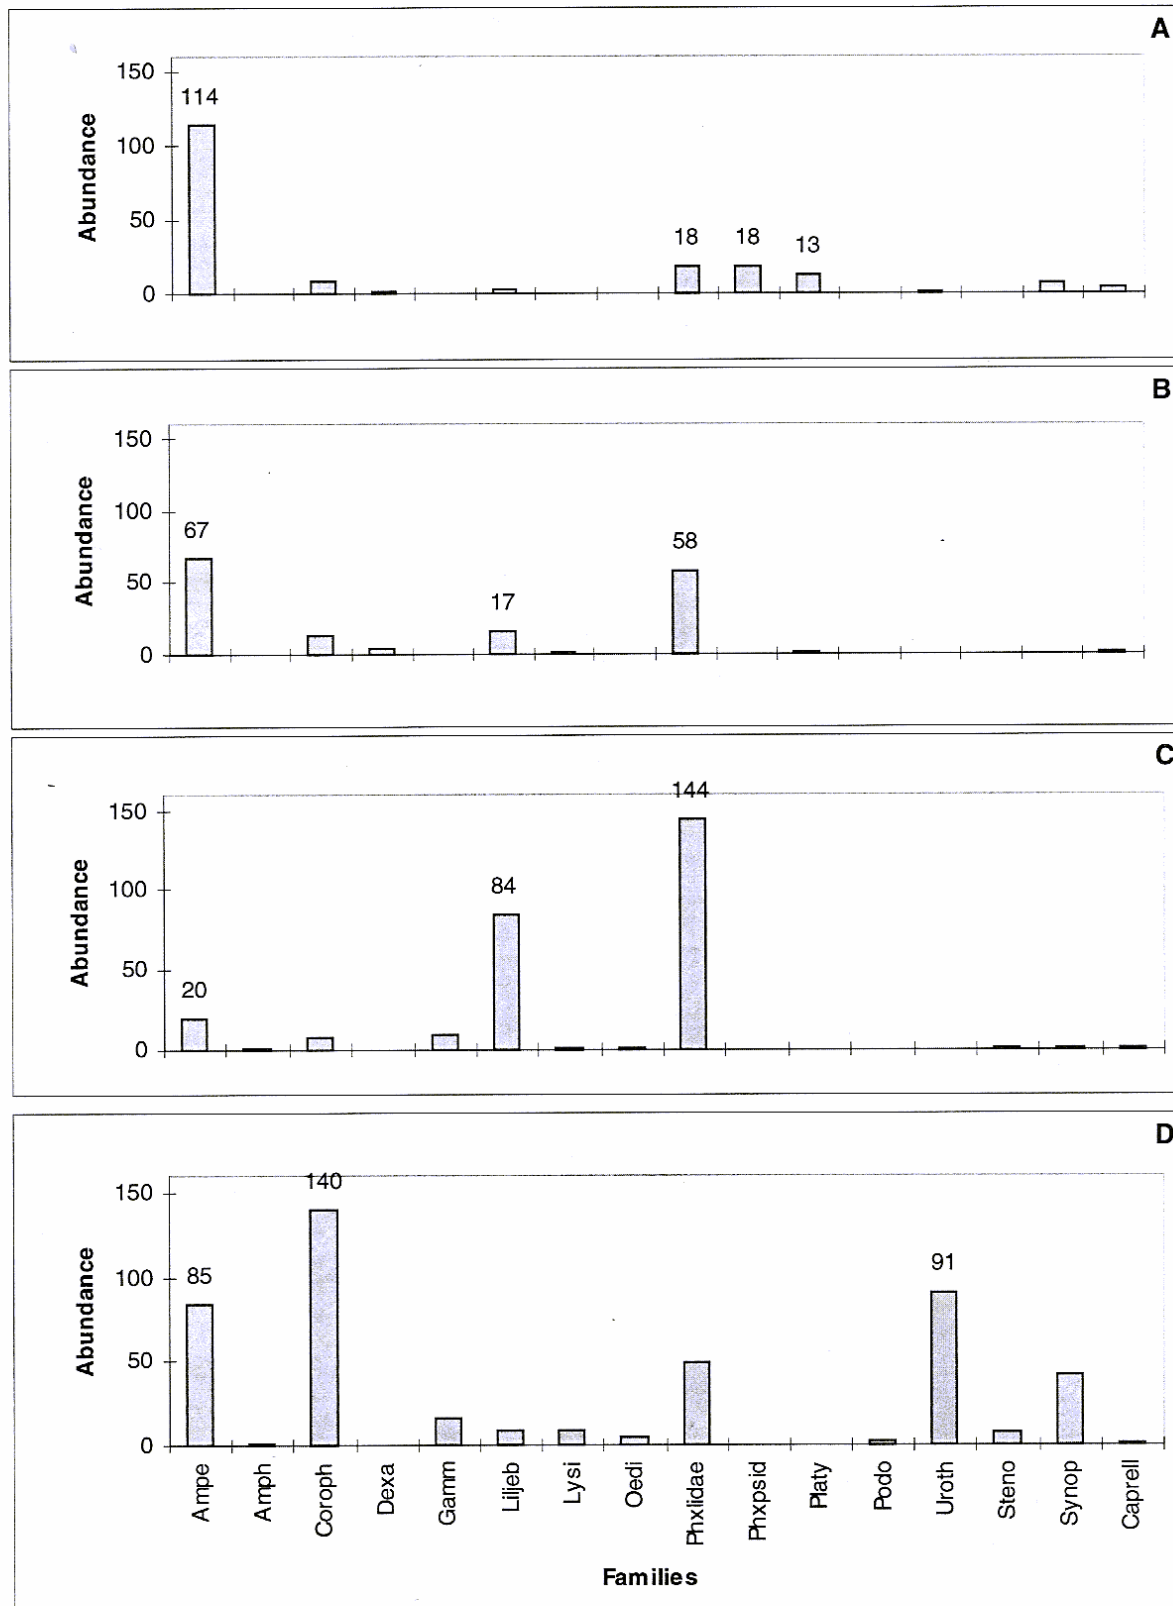 A
150
114
100
Abundance
50
18 18 13
0
B
150
100
67
Abundance
58
50
17
0
C
144
150
100
84
Abundance
50
20
0
D
150
140
100
85
91
Abundance
50
0
Ampe Amph Coroph Dexa Gamm Liljeb Lysi Oedi Phxlidae Phxpsid Platy Podo Uroth Steno Synop Caprell
Families